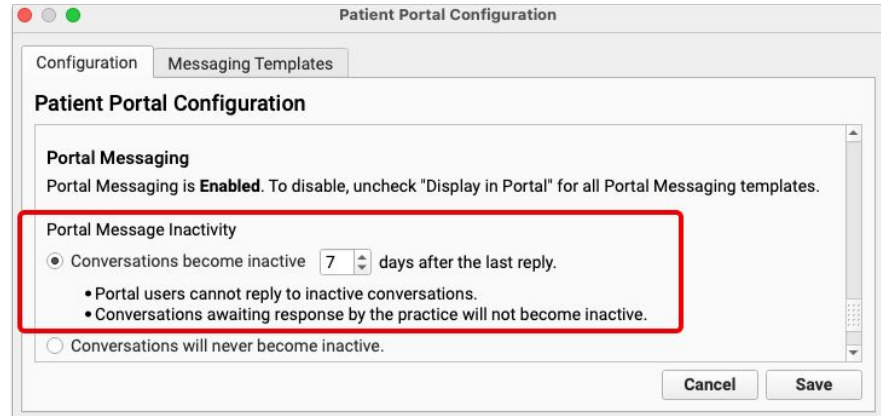 Patient Portal Configuration
Configuration
Messaging Templates
Patient Portal Configuration
Portal Messaging
Portal Messaging is Enabled. To disable, uncheck "Display in Portal" for all Portal Messaging templates.
Portal Message Inactivity
Conversations become inactive 7 days after the last reply.
• Portal users cannot reply to inactive conversations.
• Conversations awaiting response by the practice will not become inactive.
Conversations will never become inactive.
Cancel
Save